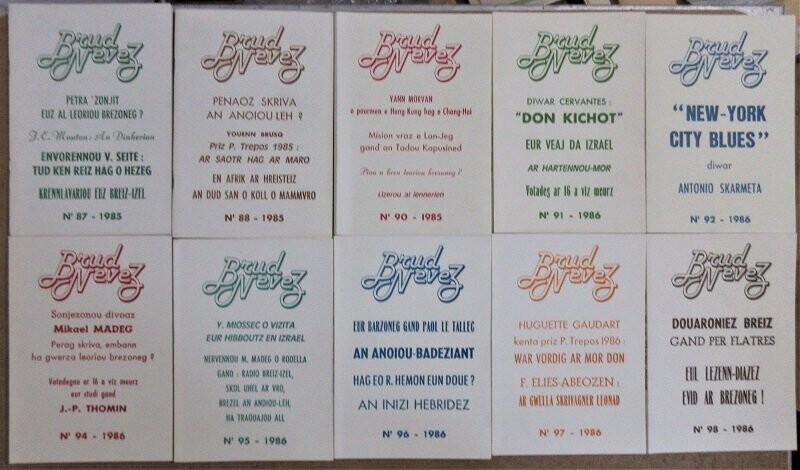 Brud
Nevez
PETRA 'ZONJIT
EUZ AL LEORIOU BREZONEG ?
J.C. Mouton : An Dinherien
ENVORENNOU V. SEITE :
TUD KEN REIZ HAG O HEZEG
KRENNLAVARIOU EUZ BREIZ-IZEL
N° 87 - 1985
Brud
Nevez
PENAOZ SKRIVA
AN ANOIOU LEH ?
YOUENN BRUSQ
Priz P. Trepos 1985 :
AR SAOTR HAG AR MARO
EN AFRIK AR HREISTEIZ
AN DUD SAN O KOLL O MAMMVRO
N° 88 - 1985
Brud
Nevez
YANN MORVAN
o pourmen e Hong Kong hag e Chang-Hai
Mision vraz e Lan-Jeg
gand an Tadou Kapusined
Piou a breu leoriou brezoneg ?
Lizerou al lennerien
N° 90 - 1985
Brud
Nevez
DIWAR CERVANTES :
"DON KICHOT"
EUR VEAJ DA IZRAEL
AR HARTENNOU-MOR
Votadeg ar 16 a viz meurz
N° 91 - 1986
Brud
Nevez
"NEW-YORK
CITY BLUES"
diwar
ANTONIO SKARMETA
N° 92 - 1986
Brud
Nevez
Sonjezonou divoaz
Mikael MADEG
Perag skriva, embann
ha gwerza leoriou brezoneg ?
Votadegou ar 16 a viz meurz
eur studi gand
J.-P. THOMIN
N° 94 - 1986
Brud
Nevez
Y. MIOSSEC O VIZITA
EUR HIBBOUTZ EN IZRAEL
NERVENNOU M. MADEG O RODELLA
GAND : RADIO BREIZ-IZEL,
SKOL UHEL AR VRO,
BREZEL AN ANOIOU-LEH,
HA TRAOUAJOU ALL
N° 95 - 1986
Brud
Nevez
EUR BARZONEG GAND PAOL LE TALLEG
AN ANOIOU-BADEZIANT
HAG EO R. HEMON EUN DOUE ?
AN INIZI HEBRIDEZ
N° 96 - 1986
Brud
Nevez
HUGUETTE GAUDART
kenta priz P. Trepos 1986 :
WAR VORDIG AR MOR DON
F. ELIES-ABEOZEN :
AR GWELLA SKRIVAGNER LEONAD
N° 97 - 1986
Brud
Nevez
DOUARONIEZ BREIZ
GAND PER FLATRES
EUL LEZENN-DIAZEZ
EVID AR BREZONEG !
N° 98 - 1986